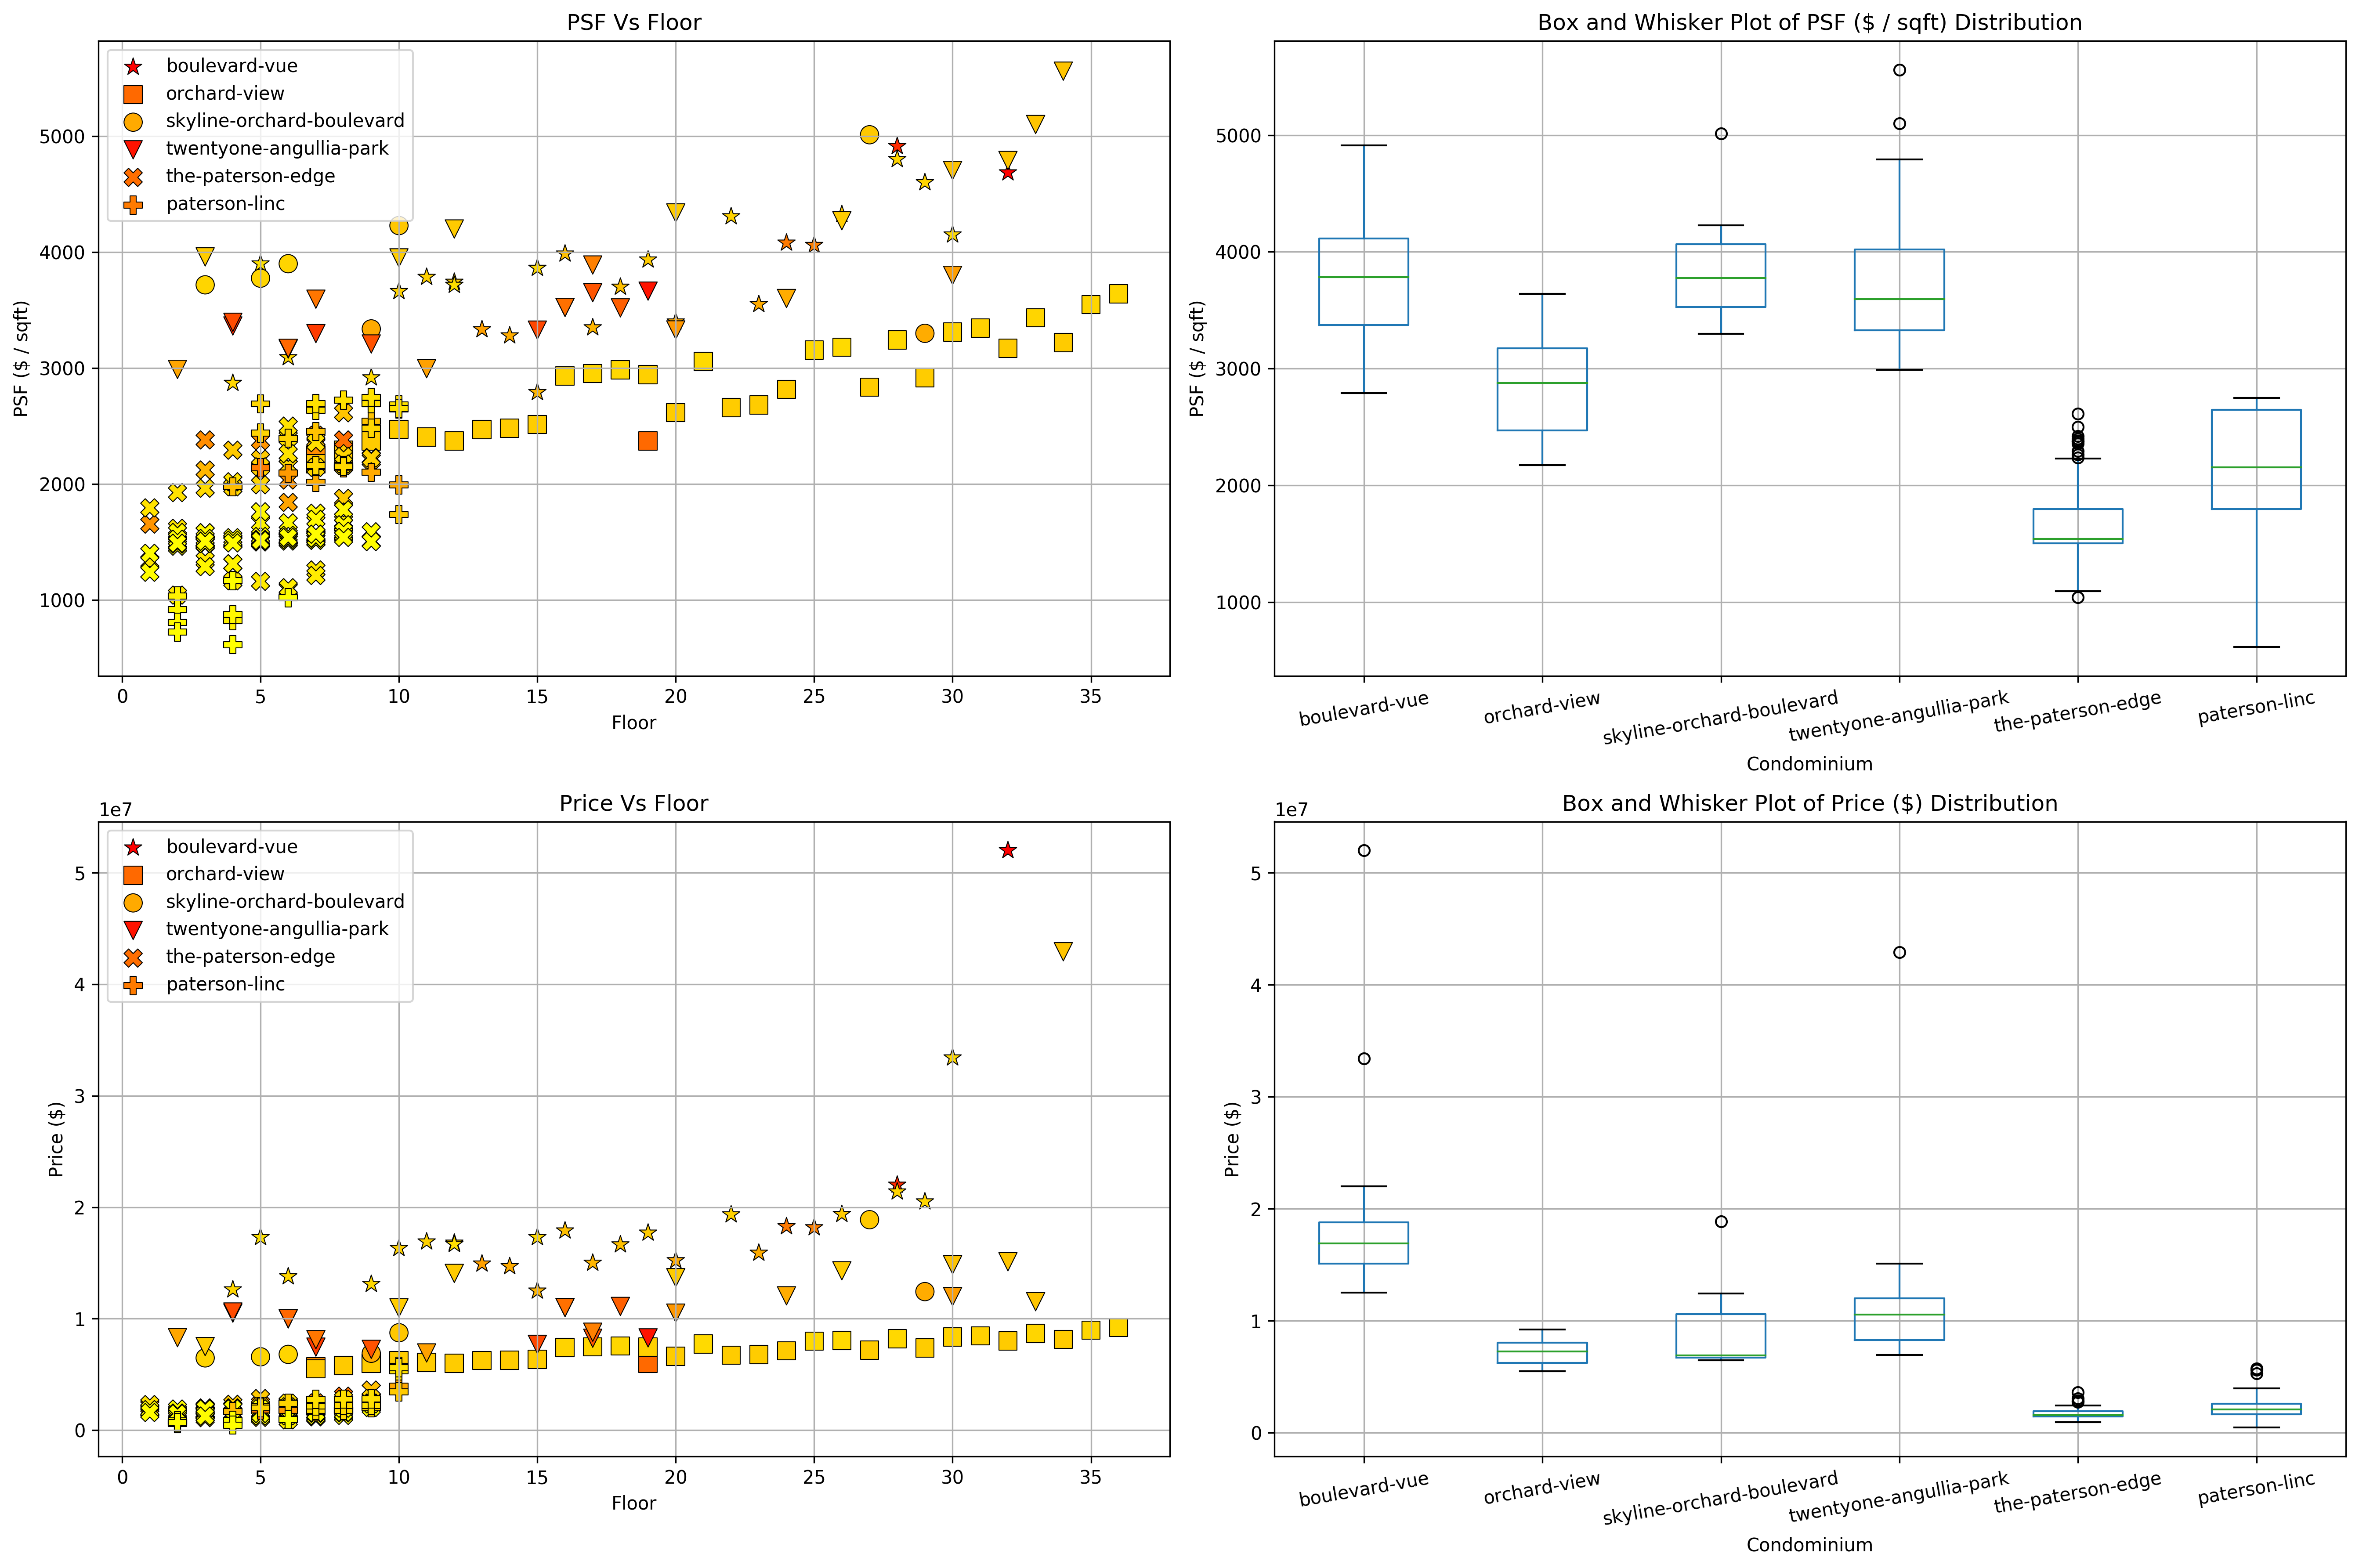 PSF Vs Floor
PSF ($ / sqft)
5000
4000
3000
2000
1000
boulevard-vue
orchard-view
skyline-orchard-boulevard
twentyone-angullia-park
the-paterson-edge
paterson-linc
0 5 10 15 20 25 30 35
Floor
Box and Whisker Plot of PSF ($ / sqft) Distribution
PSF ($ / sqft)
5000
4000
3000
2000
1000
boulevard-vue
orchard-view
skyline-orchard-boulevard
twentyone-angullia-park
the-paterson-edge
paterson-linc
Condominium
Price Vs Floor
1e7
Price ($)
5
4
3
2
1
0
boulevard-vue
orchard-view
skyline-orchard-boulevard
twentyone-angullia-park
the-paterson-edge
paterson-linc
0 5 10 15 20 25 30 35
Floor
Box and Whisker Plot of Price ($) Distribution
1e7
Price ($)
5
4
3
2
1
0
boulevard-vue
orchard-view
skyline-orchard-boulevard
twentyone-angullia-park
the-paterson-edge
paterson-linc
Condominium